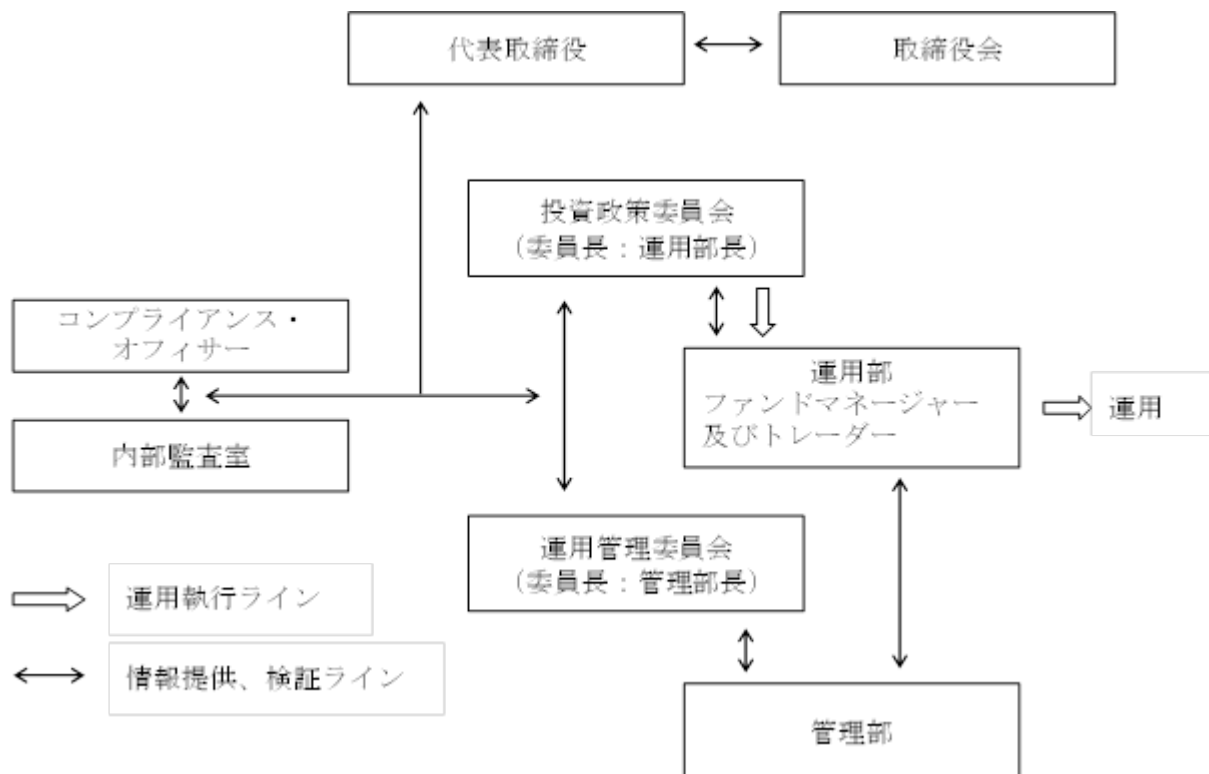 代表取締役
取締役会
投資政策委員会
（委員長：運用部長）
コンプライアンス・
オフィサー
運用部
ファンドマネージャー
及びトレーダー
運用
内部監査室
運用管理委員会
（委員長：管理部長）
運用執行ライン
情報提供、検証ライン
管理部